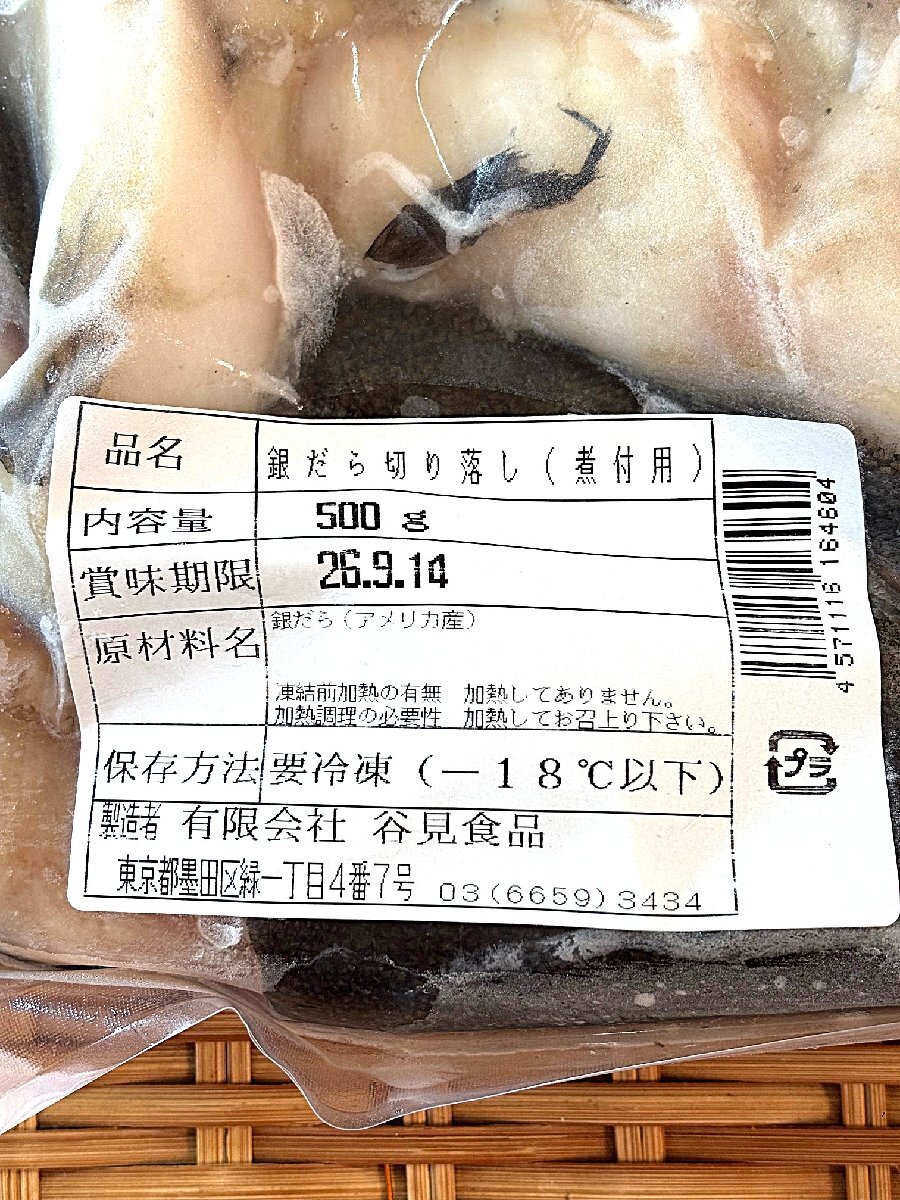 品名 銀だら切り落し(煮付用)
内容量 500 g
賞味期限 26.9.14
原材料名 銀だら(アメリカ産)
凍結前加熱の有無 加熱してありません。
加熱調理の必要性 加熱してお召上り下さい。
保存方法 要冷凍(-18℃以下)
製造者 有限会社 谷見食品
東京都墨田区緑一丁目4番7号 03(6659)3434
4571116 164604
プラ